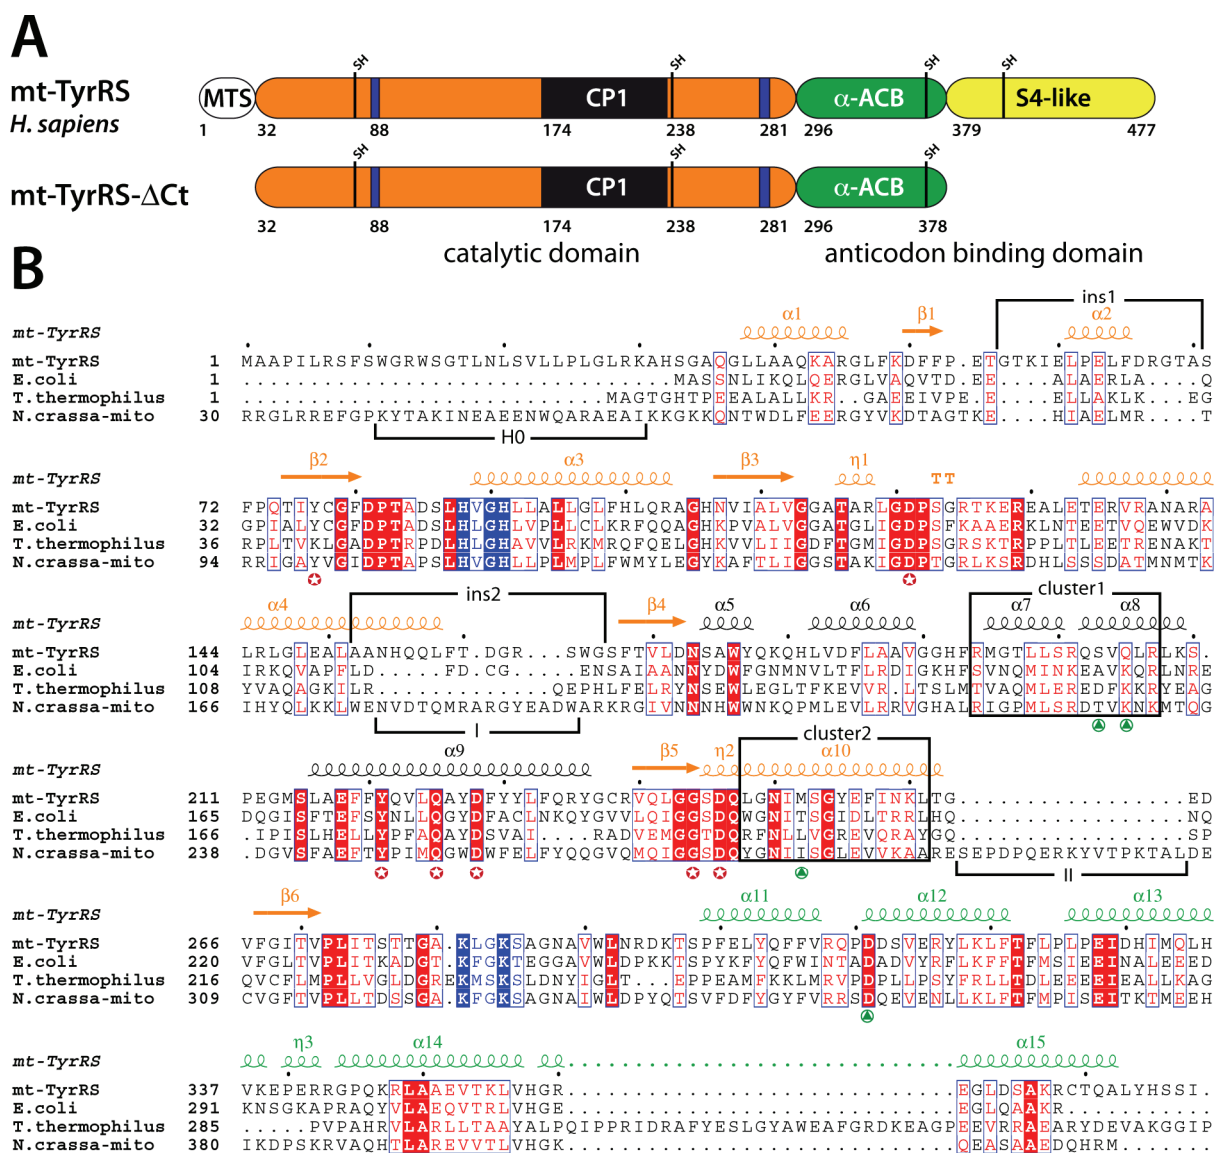 A
mt-TyrRS
H. sapiens
MTS SH CP1 SH α-ACB SH SH S4-like
1 32 88 174 238 281 296 379 477
mt-TyrRS-ΔCt
SH CP1 SH α-ACB SH
32 88 174 238 281 296 378
catalytic domain anticodon binding domain
B
ins1
mt-TyrRS α1 β1 α2
mt-TyrRS 1 MAAPILRSFSWGRWSGTLNLSVLLPLGLRKAHSGAQGLLAAQKARGLFKDFFP.ETGTKIELPELFDRGTAS
E.coli 1 ................................MASSNLIKQLQERGLVAQVTD.EE....ALAERLA....Q
T.thermophilus 1 ...........................MAGTGHTPEEALALLKR..GAEEIVPE.E....ELLAKLK...EG
N.crassa-mito 30 RRGLRREFGPKYTAKINEAEENWQARAEAIKKGKKQNTWDLFEERGYVKDTAGTKE....HIAELMR....T
H0
mt-TyrRS β2 α3 β3 η1 TT
mt-TyrRS 72 FPQTIYCGFDPTADSLHVGHLLALLGLFHLQRAGHNVIALVGGATARLGDPSGRTKEREALETERVRANARA
E.coli 32 GPIALYCGFDPTADSLHLGHLVPLLCLKRFQQAGHKPVALVGGATGLIGDPSFKAAERKLNTEETVQEWVDK
T.thermophilus 36 RPLTVKLGADPTRPDLHLGHAVVLRKMRQFQELGHKVVLIIGDFTGMIGDPSGRSKTRPPLTLEETRENAKT
N.crassa-mito 94 RRIGAYVGIDPTAPSLHVGHLLPLMPLFWMYLEGYKAFTLIGGSTAKIGDPTGRLKSRDHLSSSDATMNMTK
ins2 cluster1
mt-TyrRS α4 β4 α5 α6 α7 α8
mt-TyrRS 144 LRLGLEALAANHQQLFT.DGR...SWGSFTVLDNSAWYQKQHLVDFLAAVGGHFRMGTLLSRQSVQLRLKS.
E.coli 104 IRKQVAPFLD.....FD.CG....ENSAIAANNYDWFGNMNVLTFLRDIGKHFSVNQMINKEAVKQRLNRE
T.thermophilus 108 YVAQAGKILR.............QEPHLFELRYNSEWLEGLTFKEVVR.LTSLMTVAQMLEREDFKKRYEAG
N.crassa-mito 166 IHYQLKKLWENVDTQMRARGYEADWARKRGIVNNNHWWNKQPMLEVLRRVGHALRIGPMLSRDTVKNKMTQG
I cluster2
mt-TyrRS α9 β5 η2 α10
mt-TyrRS 211 PEGMSLAEFFYQVLQAYDFYYLFQRYGCRVQLGGSDQLGNIMSGYEFINKLTG...................ED
E.coli 165 DQGISFTEFSYNLLQGYDFACLNKQYGVVLQIGGSDQWGNITSGIDLTRRLHQ...................NQ
T.thermophilus 166 .IPISLHELLYPFAQAYDSVAI....RADVEMGGTDQRFNLLVGREVQRAYGQ...................SP
N.crassa-mito 238 .DGVSFAEFTYPIMQGWDWFELFYQQGVQMQIGGSDQYGNIISGLEVVKAARESEPDPQERKYVTPKTALDE
II
mt-TyrRS β6 α11 α12 α13
mt-TyrRS 266 VFGITVPLITSTTGA.KLGKSAGNAVWLNRDKTSPFELYQFFVRQPDDSVERYLKLFTFLPLPEIDHIMQLH
E.coli 220 VFGLTVPLITKADGT.KFGKTEGGAVWLDPKKTSPYKFYQFWINTADADVYRFLKFFTFMSIEEINALEEED
T.thermophilus 216 QVCFLMPLLVGLDGREKMSKSLDNYIGLT...EPPEAMFKKLMRVPDPLLPSYFRLLTDLEEEEIEALLKAG
N.crassa-mito 309 CVGFTVPLLTDSSGA.KFGKSAGNAIWLDPYQTSVFDFYGYFVRRSDQEVENLLKLFTFMPISEITKTMEEH
mt-TyrRS η3 α14 α15
mt-TyrRS 337 VKEPERRGPQKRLAAEVTKLVHGR.............................EGLDSAKRCTQALYHSSI.
E.coli 291 KNSGKAPRAQYVLAEQVTRLVHGE.............................EGLQAAKR...........
T.thermophilus 285 .....PVPAHRVLARLLTAAYALPQIPPRIDRAFYESLGYAWEAFGRDKEAGPEEVRRAEARYDEVAKGGIP
N.crassa-mito 380 IKDPSKRVAQHTLAREVVTLVHGK.............................QEASAAEDQHRM.......